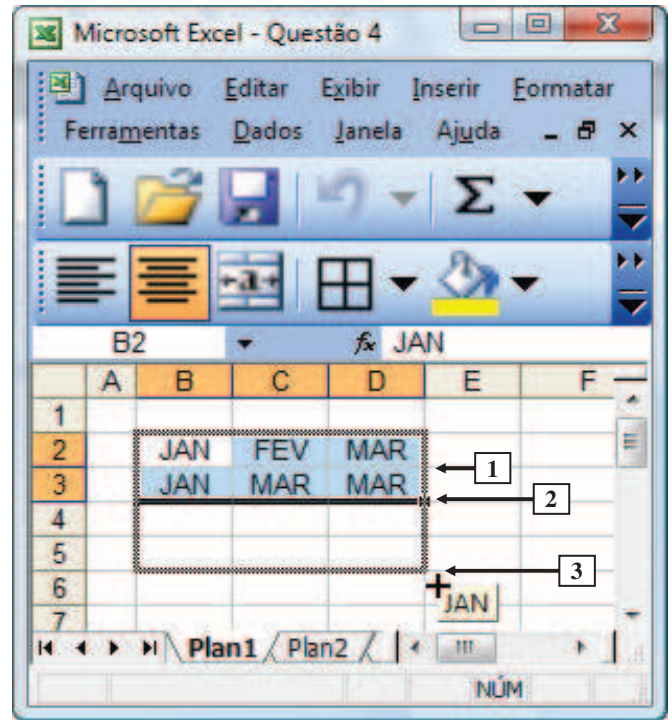 Microsoft Excel - Questão 4
Arquivo Editar Exibir Inserir Formatar
Ferramentas Dados Janela Ajuda
Σ
a
B2 fx JAN
A B C D E F
1
2 JAN FEV MAR
1
3 JAN MAR MAR
2
4
5
3
6
JAN
7
Plan1 / Plan2
NÚM